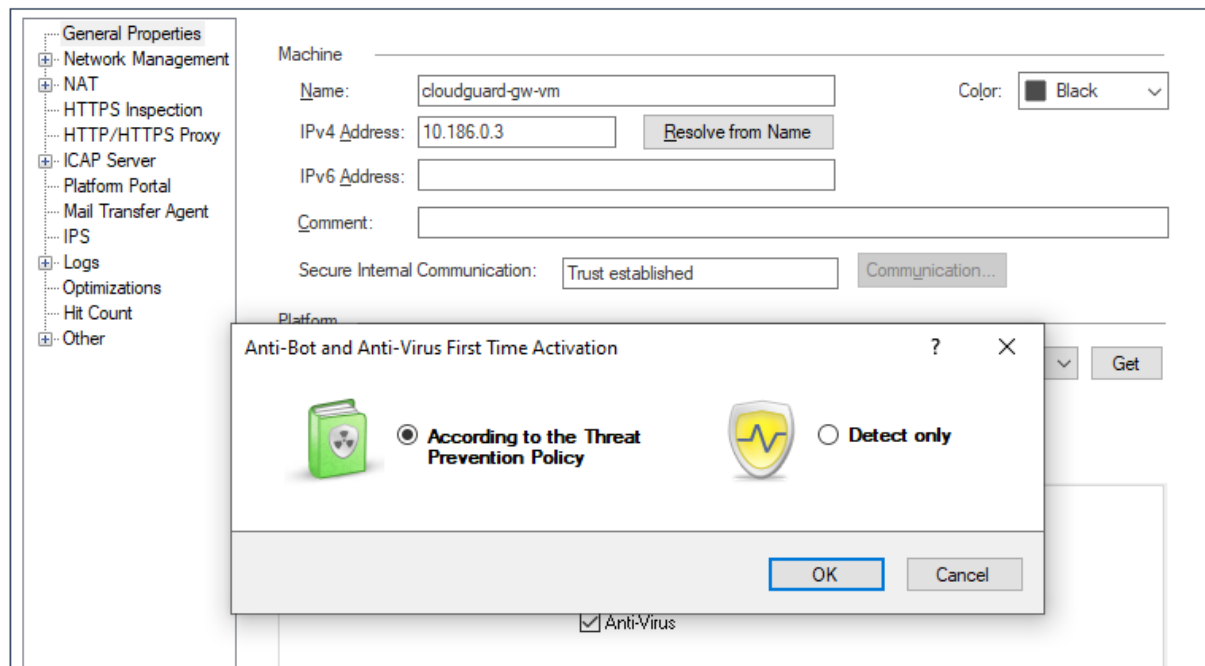 General Properties
Network Management
NAT
HTTPS Inspection
HTTP/HTTPS Proxy
ICAP Server
Platform Portal
Mail Transfer Agent
IPS
Logs
Optimizations
Hit Count
Other
Machine
Name: cloudguard-gw-vm Color: Black
IPv4 Address: 10.186.0.3 Resolve from Name
IPv6 Address:
Comment:
Secure Internal Communication: Trust established Communication...
Platform
Get
Anti-Bot and Anti-Virus First Time Activation ?
According to the Threat
Prevention Policy
Detect only
OK Cancel
Anti-Virus